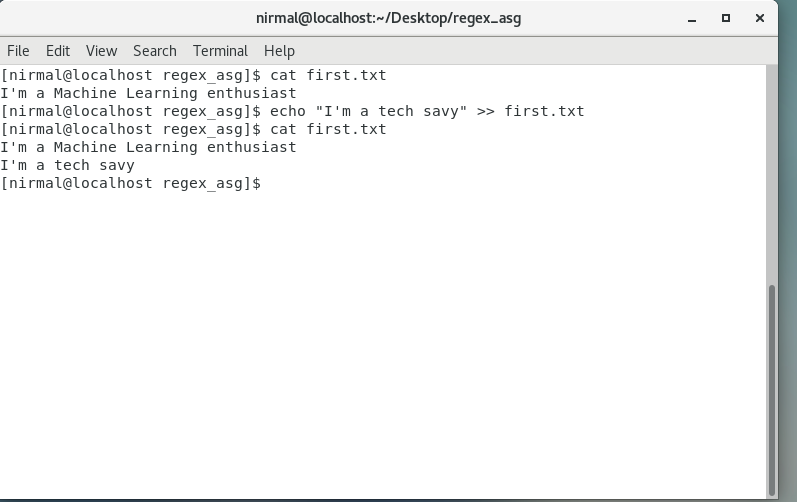 nirmal@localhost:~/Desktop/regex_asg
File Edit View Search Terminal Help
[nirmal@localhost regex_asg]$ cat first.txt
I'm a Machine Learning enthusiast
[nirmal@localhost regex_asg]$ echo "I'm a tech savy" >> first.txt
[nirmal@localhost regex_asg]$ cat first.txt
I'm a Machine Learning enthusiast
I'm a tech savy
[nirmal@localhost regex_asg]$